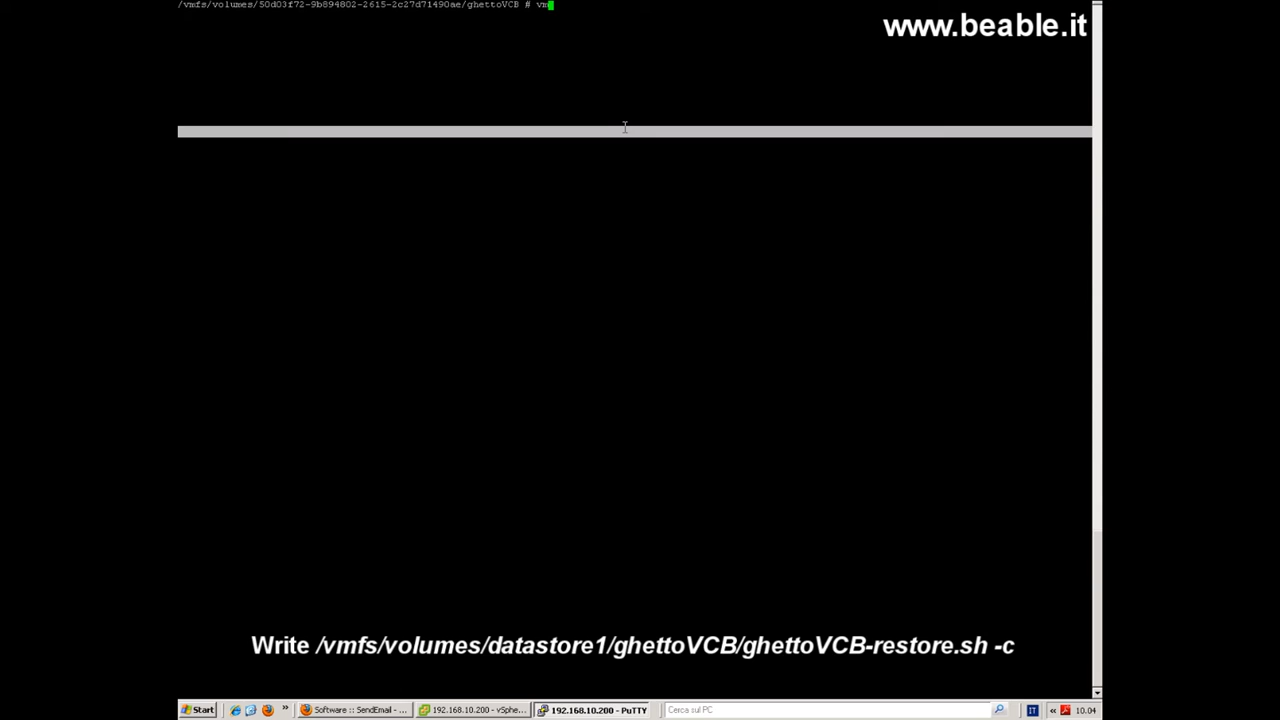 /vmfs/volumes/50d03f72-9b894802-2615-2c27d71490ae/ghettoVCB # vm
www.beable.it
Write /vmfs/volumes/datastore1/ghettoVCB/ghettoVCB-restore.sh -c
Start » Software :: SendEmail - ... 192.168.10.200 - vSphe... 192.168.10.200 - PuTTY Cerca sul PC IT « 10.04